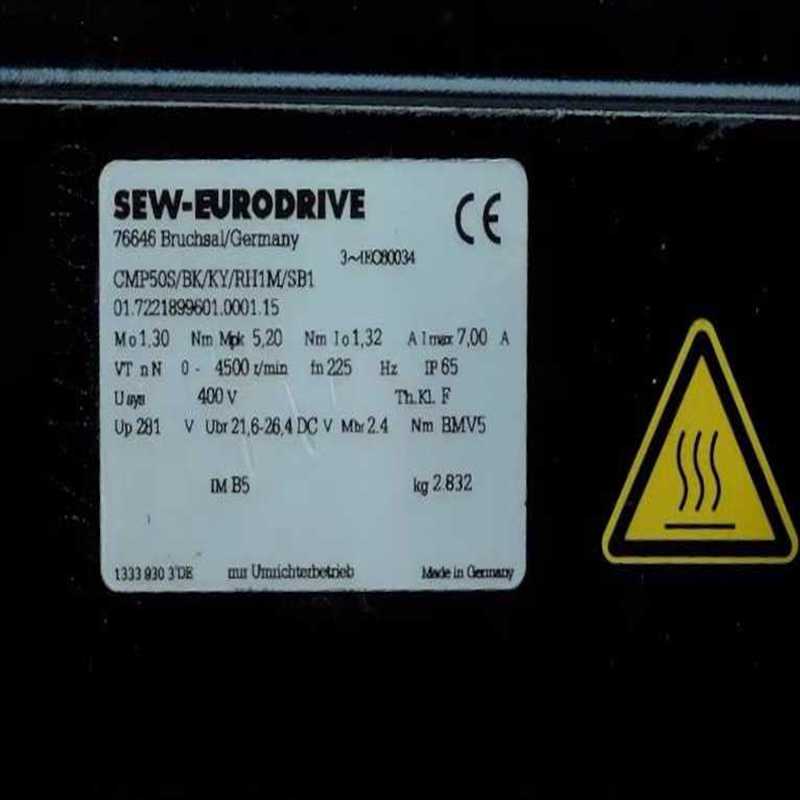 SEW-EURODRIVE
CE
76646 Bruchsal/Germany
3~IEC60034
CMP50S/BK/KY/RH1M/SB1
01.7221899601.0001.15
Mo 1,30 Nm Mpk 5,20 Nm Io 1,32 A Imax 7,00 A
VT nN 0 - 4500 r/min fn 225 Hz IP 65
Usys 400 V Th.Kl. F
Up 281 V Ubr 21,6-26,4 DC V Mbr 2.4 Nm BMV5
IM B5 kg 2.832
1333 930 3 DE nur Umrichterbetrieb Made in Germany